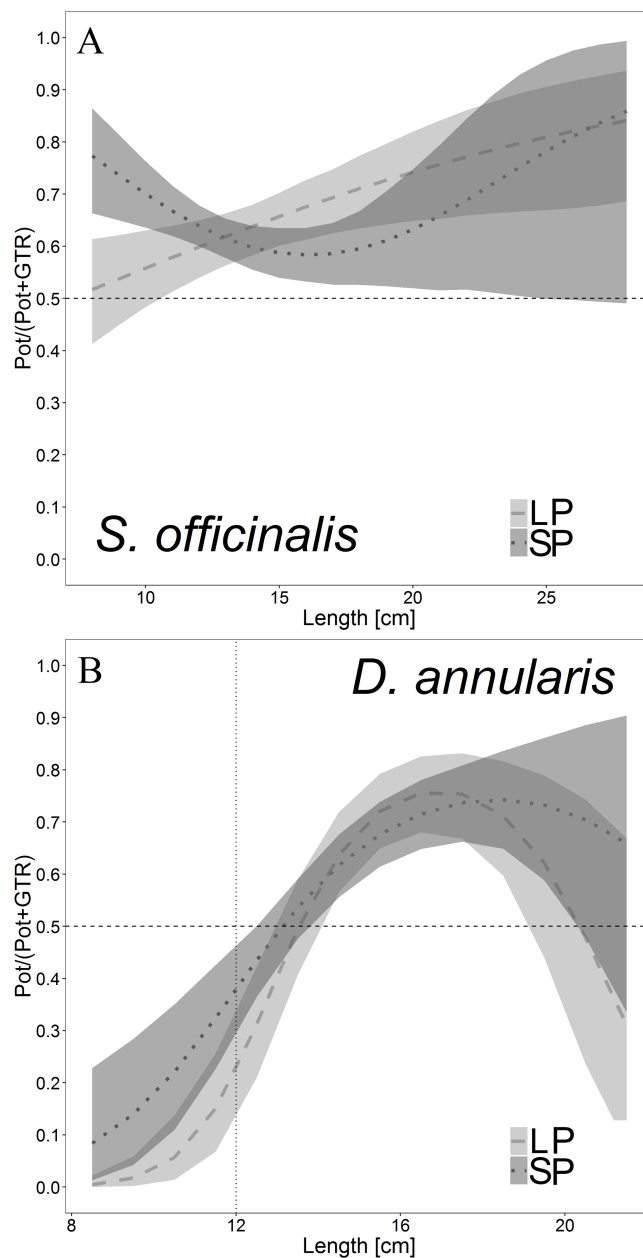 A
1.0
0.9
0.8
0.7
0.6
0.5
0.4
0.3
0.2
0.1
0.0
Pot/(Pot+GTR)
S. officinalis
LP
SP
10 15 20 25
Length [cm]
B
D. annularis
1.0
0.9
0.8
0.7
0.6
0.5
0.4
0.3
0.2
0.1
0.0
Pot/(Pot+GTR)
LP
SP
8 12 16 20
Length [cm]